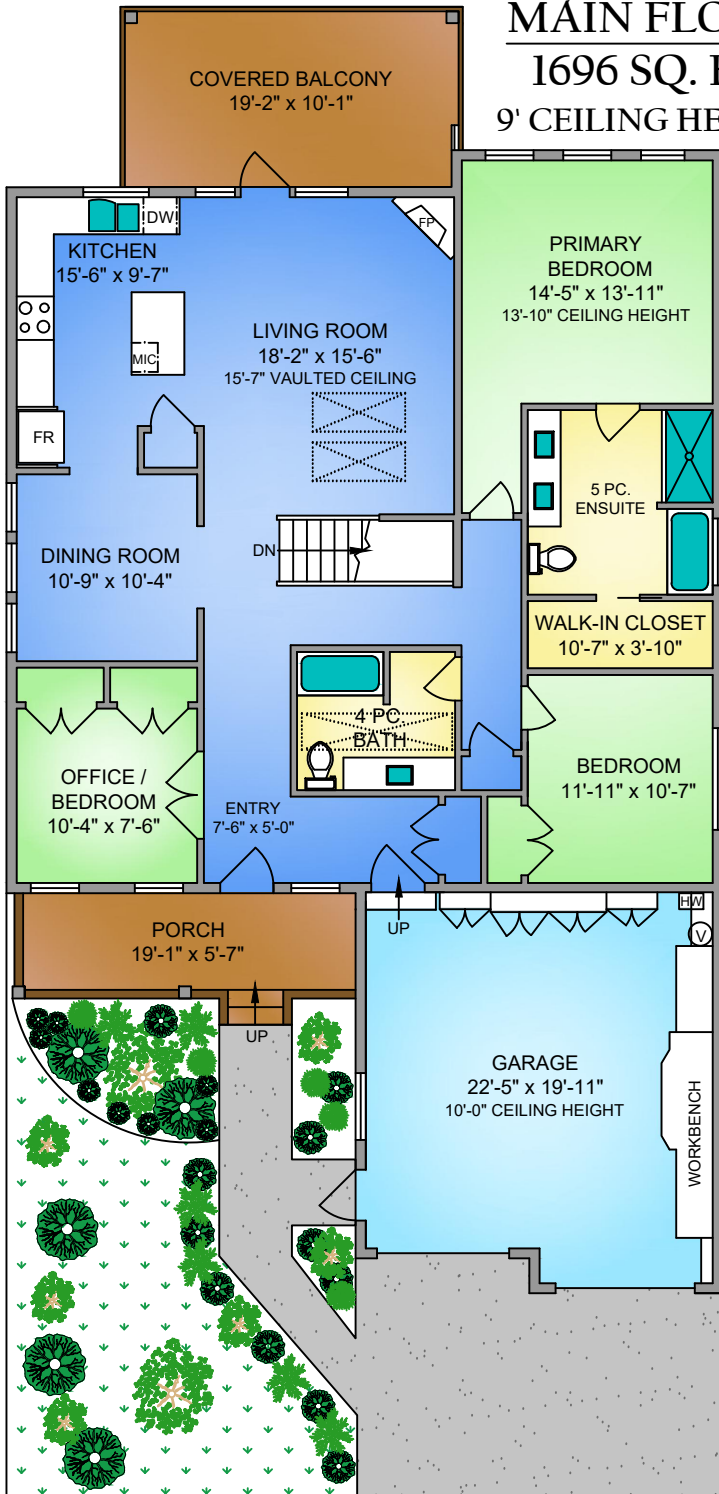 MAIN FLO
1696 SQ. F
9' CEILING HE
COVERED BALCONY
19'-2" x 10'-1"
DW
FP
KITCHEN
15'-6" x 9'-7"
PRIMARY
BEDROOM
14'-5" x 13'-11"
13'-10" CEILING HEIGHT
LIVING ROOM
18'-2" x 15'-6"
15'-7" VAULTED CEILING
MIC
FR
5 PC.
ENSUITE
DN
DINING ROOM
10'-9" x 10'-4"
WALK-IN CLOSET
10'-7" x 3'-10"
4 PC.
BATH
OFFICE /
BEDROOM
10'-4" x 7'-6"
BEDROOM
11'-11" x 10'-7"
ENTRY
7'-6" x 5'-0"
HW
V
UP
PORCH
19'-1" x 5'-7"
UP
GARAGE
22'-5" x 19'-11"
10'-0" CEILING HEIGHT
WORKBENCH